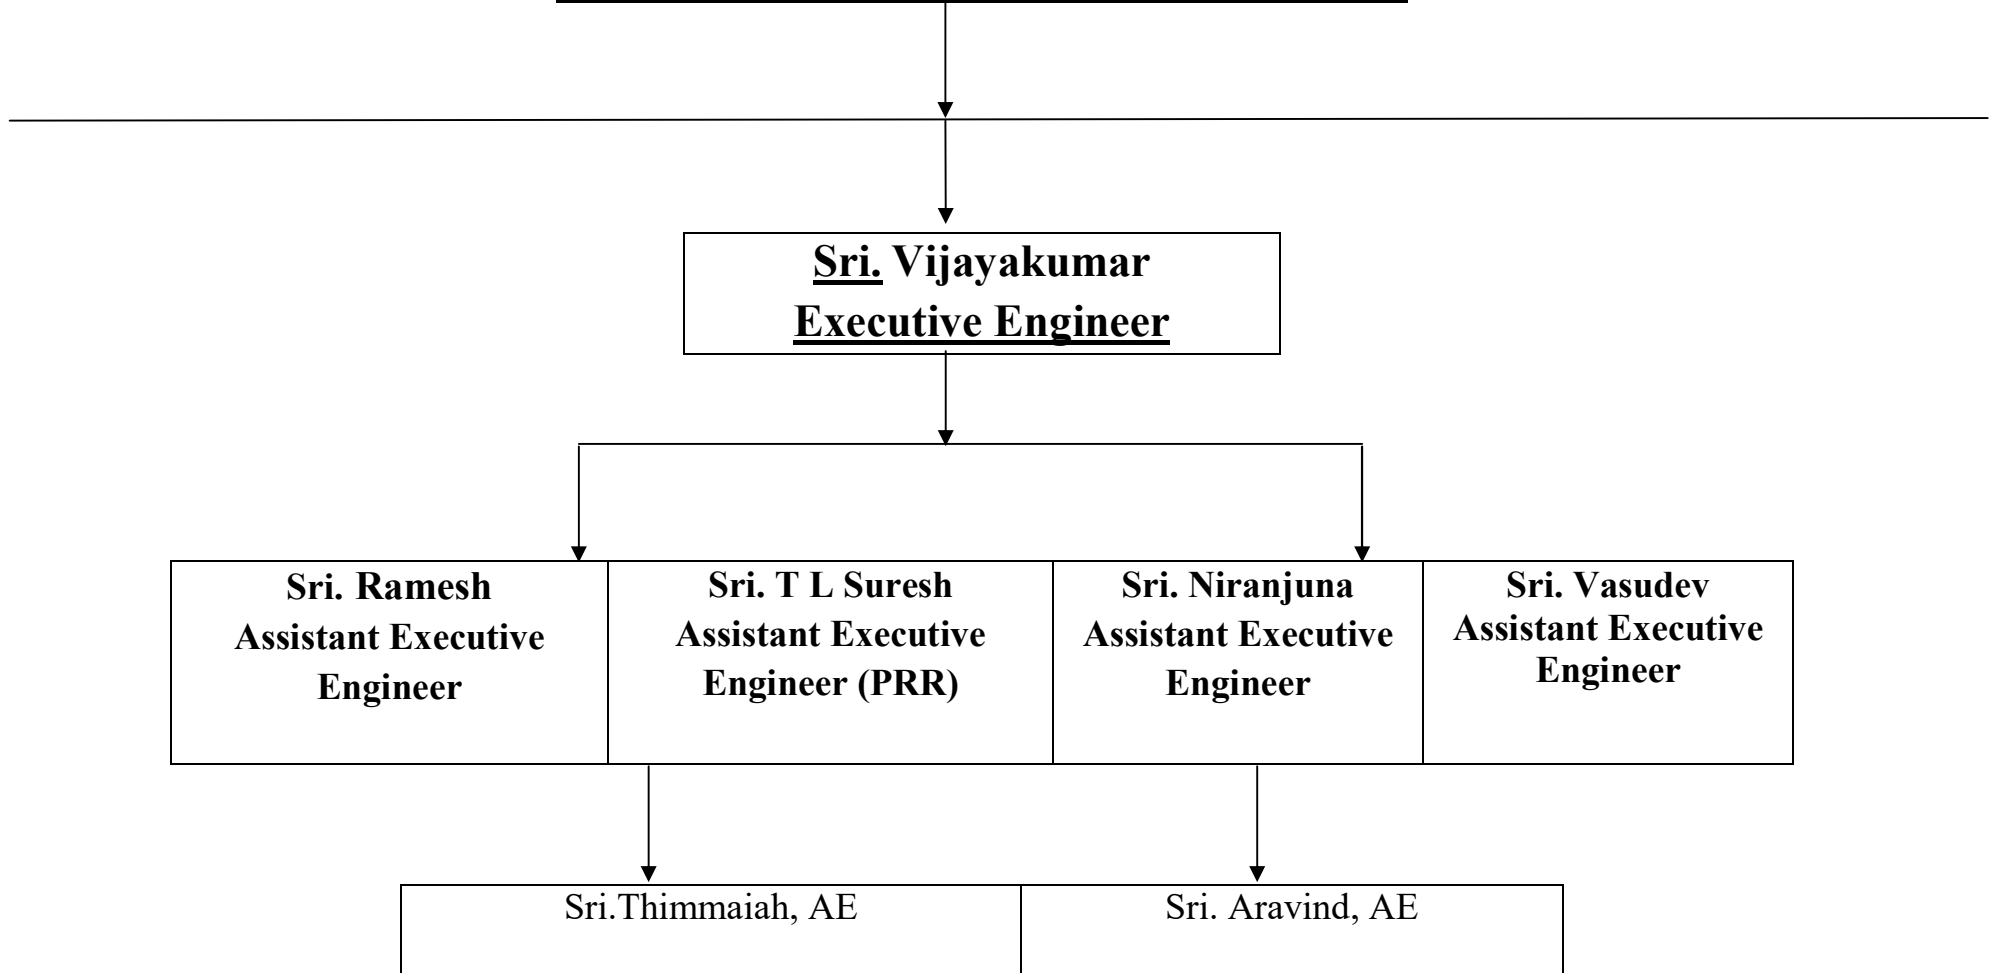 Sri. Vijayakumar
Executive Engineer
Sri. Ramesh
Assistant Executive
Engineer
Sri. T L Suresh
Assistant Executive
Engineer (PRR)
Sri. Niranjuna
Assistant Executive
Engineer
Sri. Vasudev
Assistant Executive
Engineer
Sri.Thimmaiah, AE
Sri. Aravind, AE